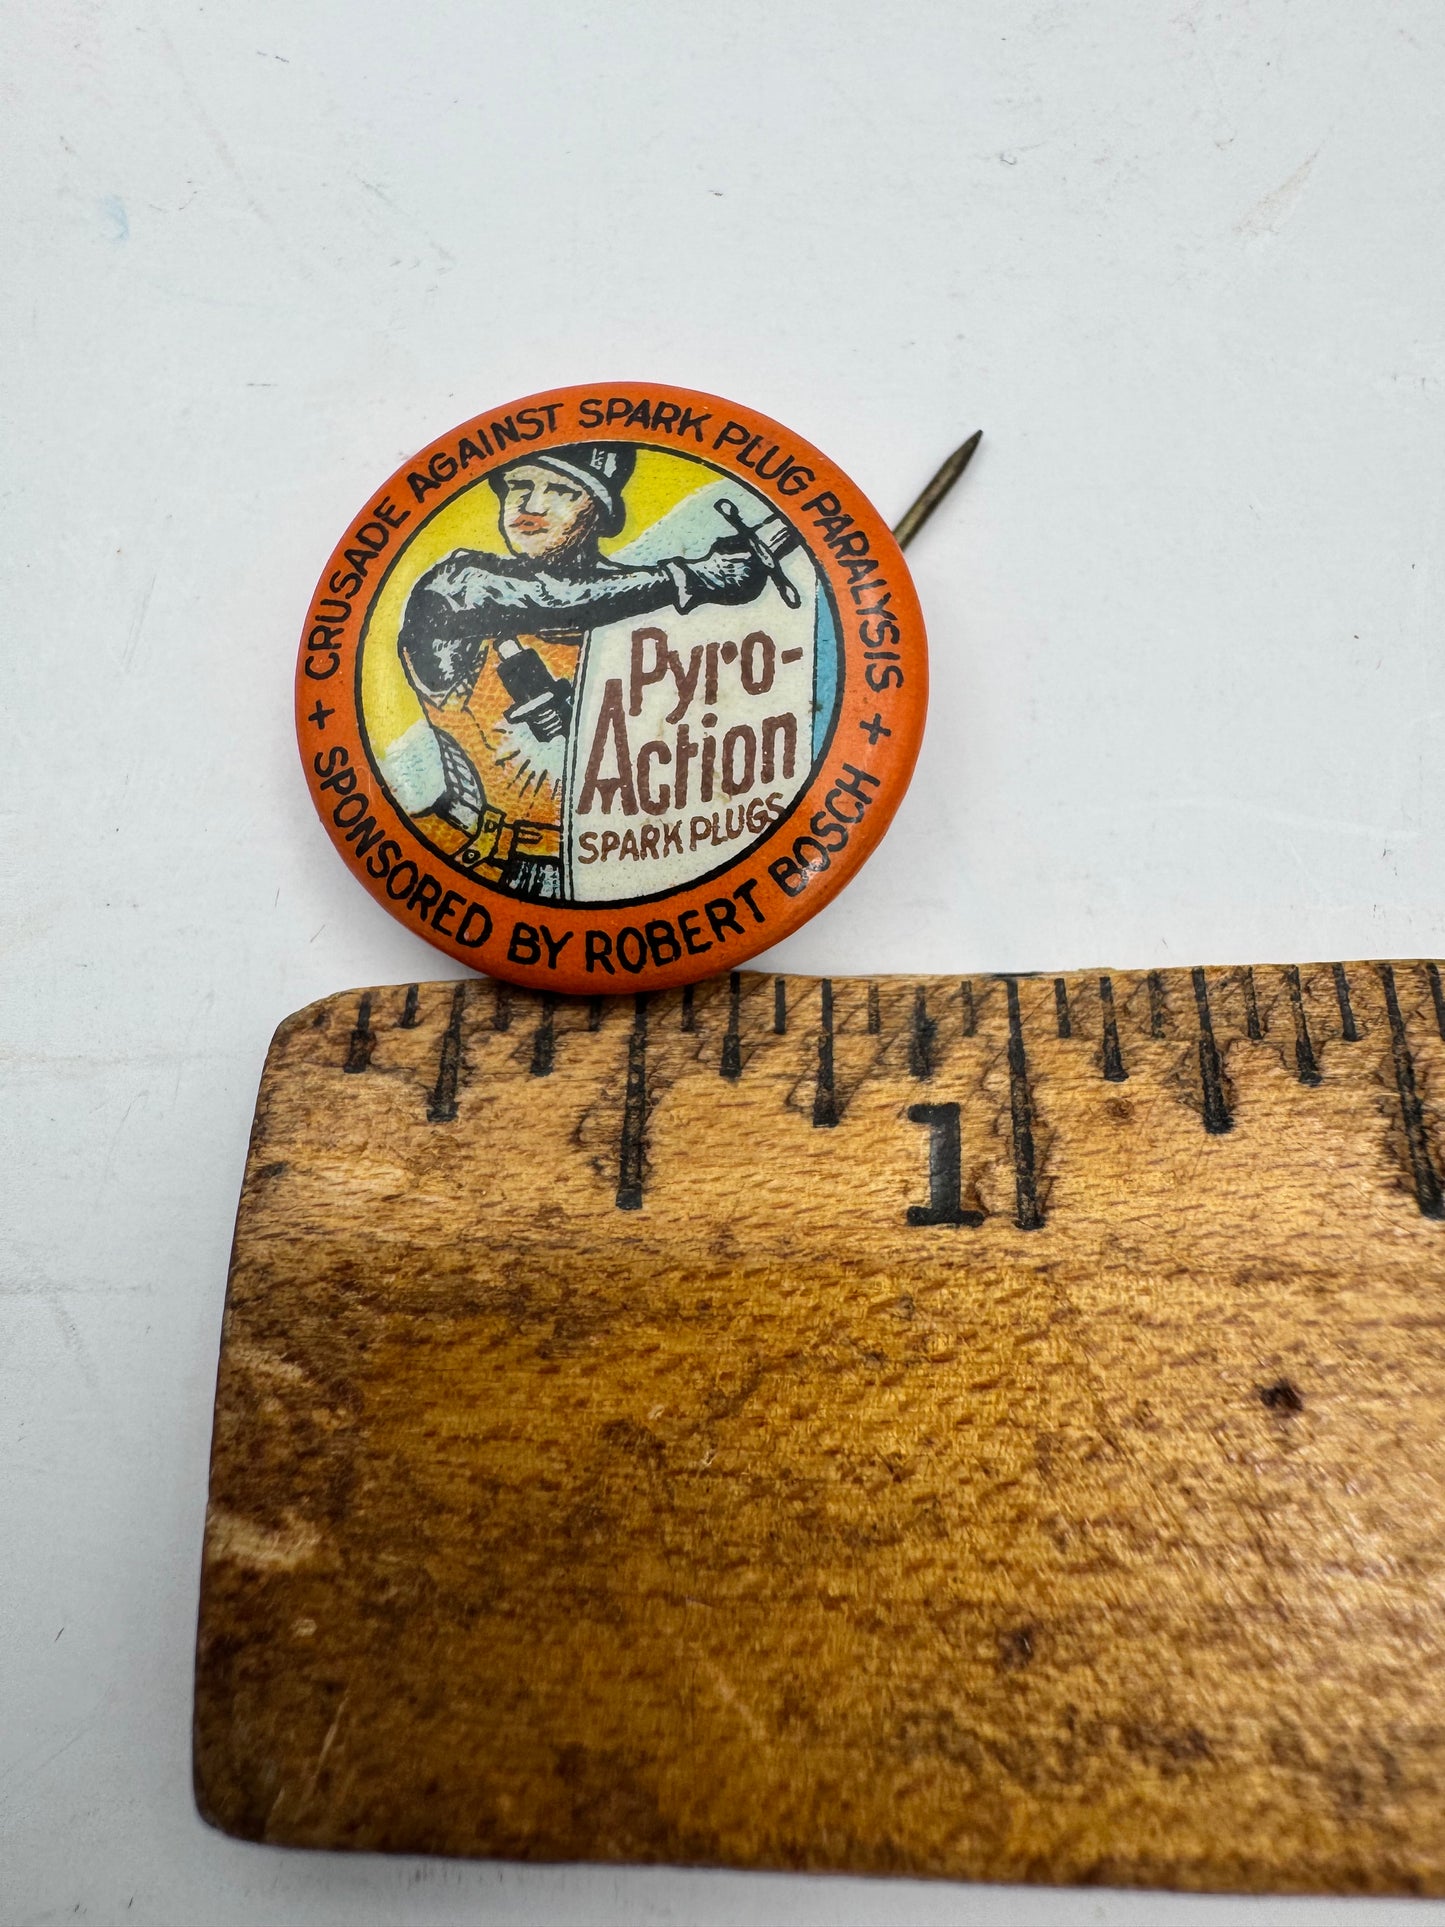 + CRUSADE AGAINST SPARK PLUG PARALYSIS +
Pyro-
Action
SPARK PLUGS
SPONSORED BY ROBERT BOSCH
1